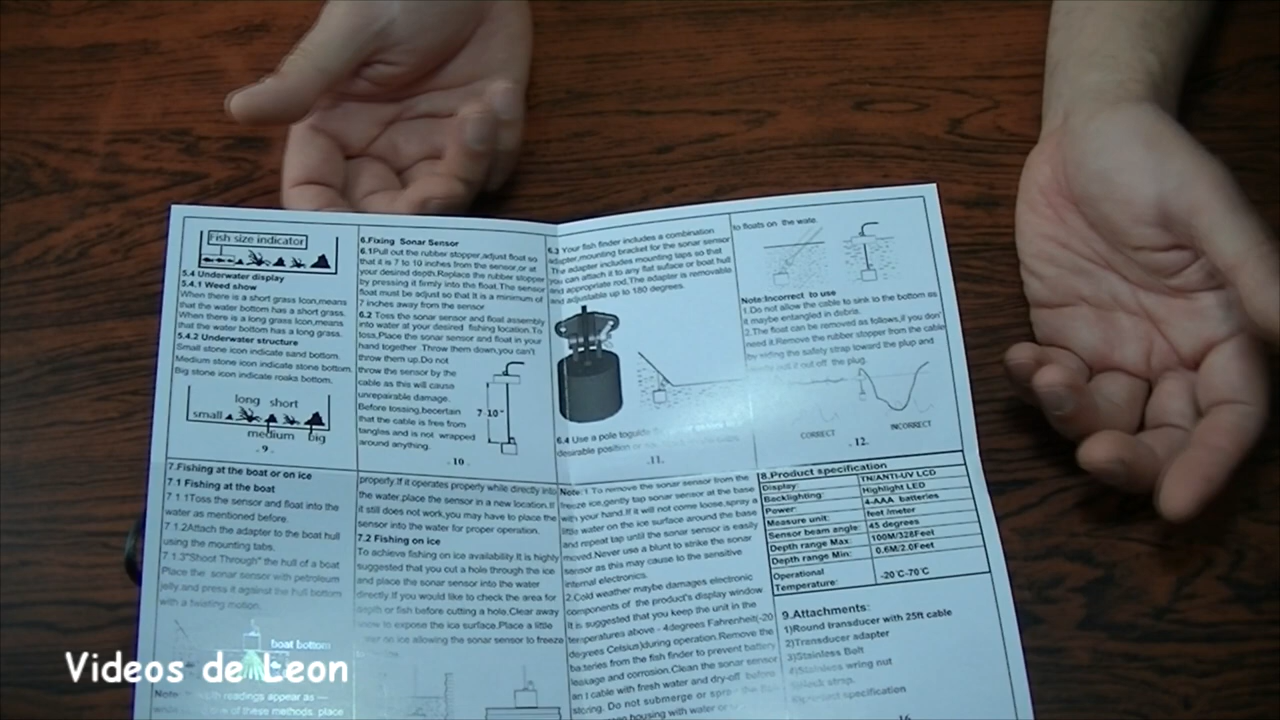 Fish size indicator
5.4 Underwater display
5.4.1 Weed show
When there is a short grass Icon,means
that the water bottom has a short grass.
When there is a long grass Icon,means
that the water bottom has a long grass.
5.4.2 Underwater structure
Small stone icon indicate sand bottom.
Medium stone icon indicate stone bottom.
Big stone icon indicate rooks bottom.
long short
small
medium big
. 9 .
6.Fixing Sonar Sensor
6.1Pull out the rubber stopper,adjust float so
that it is 7 to 10 inches from the sensor,or at
your desired depth.Replace the rubber stopper
by pressing it firmly into the float.The sensor
float must be adjust so that It is a minimum of
7 inches away from the sensor.
6.2 Toss the sonar sensor and float assembly
into water at your desired fishing location.To
toss,Place the sonar sensor and float in your
hand together .Throw them down,you can't
throw them up.Do not
throw the sensor by the
cable as this will cause
unrepairable damage.
Before tossing,becertain
that the cable is free from
tangles and is not wrapped
around anything.
7-10"
. 10 .
6.3 Your fish finder includes a combination
adapter,mounting bracket for the sonar sensor
The adapter includes mounting taps so that
you can attach it to any flat suface or boat hull
and appropriate rod.The adapter is removable
and adjustable up to 180 degrees.
6.4 Use a pole toguide
desirable position or
.11.
to floats on the wate.
Note:Incorrect to use
1.Do not allow the cable to sink to the bottom as
it maybe entangled in dubria.
2.The float can be removed as follows,if you don'
need it.Remove the rubber stopper from the cable
by siding the safety strap toward the plug and
pull it out off the plug.
CORRECT
INCORRECT
. 12.
7.Fishing at the boat or on ice
7.1 Fishing at the boat
7.1.1Toss the sensor and float into the
water as mentioned before.
7.1.2Attach the adapter to the boat hull
using the mounting tabs.
7.1.3"Shoot Through" the hull of a boat
Place the sonar sensor with petroleum
jelly,and press it against the hull bottom
with a twisting motion.
boat bottom
Note: depth readings appear as —
of these methods, place
properly.If it operates properly while directly into
the water,place the sensor in a new location.If
it still does not work,you may have to place the
sensor into the water for proper operation.
7.2 Fishing on ice
To achieve fishing on ice availability.It is highly
suggested that you cut a hole through the ice
and place the sonar sensor into the water
directly.If you would like to check the area for
depth or fish before cutting a hole,Clear away
snow to expose the ice surface,Place a little
on ice allowing the sonar sensor to freeze
Note: 1.To remove the sonar sensor from the
freeze ice,gently tap sonar sensor at the base
with your hand.If it will not come loose,spray a
little water on the ice surface around the base
and repeat tap until the sonar sensor is easily
moved.Never use a blunt to strike the sonar
sensor as this may cause to the sensitive
internal electronics.
2.Cold weather maybe damages electronic
components of the product's display window
It is suggested that you keep the unit in the
temperatures above - 4degrees Fahrenheit(-20
degrees Celsius)during operation.Remove the
batteries from the fish finder to prevent battery
leakage and corrosion.Clean the sonar sensor
and cable with fresh water and dry-off before
storing. Do not submerge or
housing with water or
8.Product specification
Display: TN/ANTI-UV LCD
Backlighting: Highlight LED
Power: 4-AAA batteries
Measure unit: feet /meter
Sensor beam angle: 45 degrees
Depth range Max: 100M/328Feet
Depth range Min: 0.6M/2.0Feet
Operational
Temperature: -20℃-70℃
9.Attachments:
1)Round transducer with 25ft cable
2)Transducer adapter
3)Stainless Bolt
4)Stainless wring nut
strap.
specification
Videos de Leon